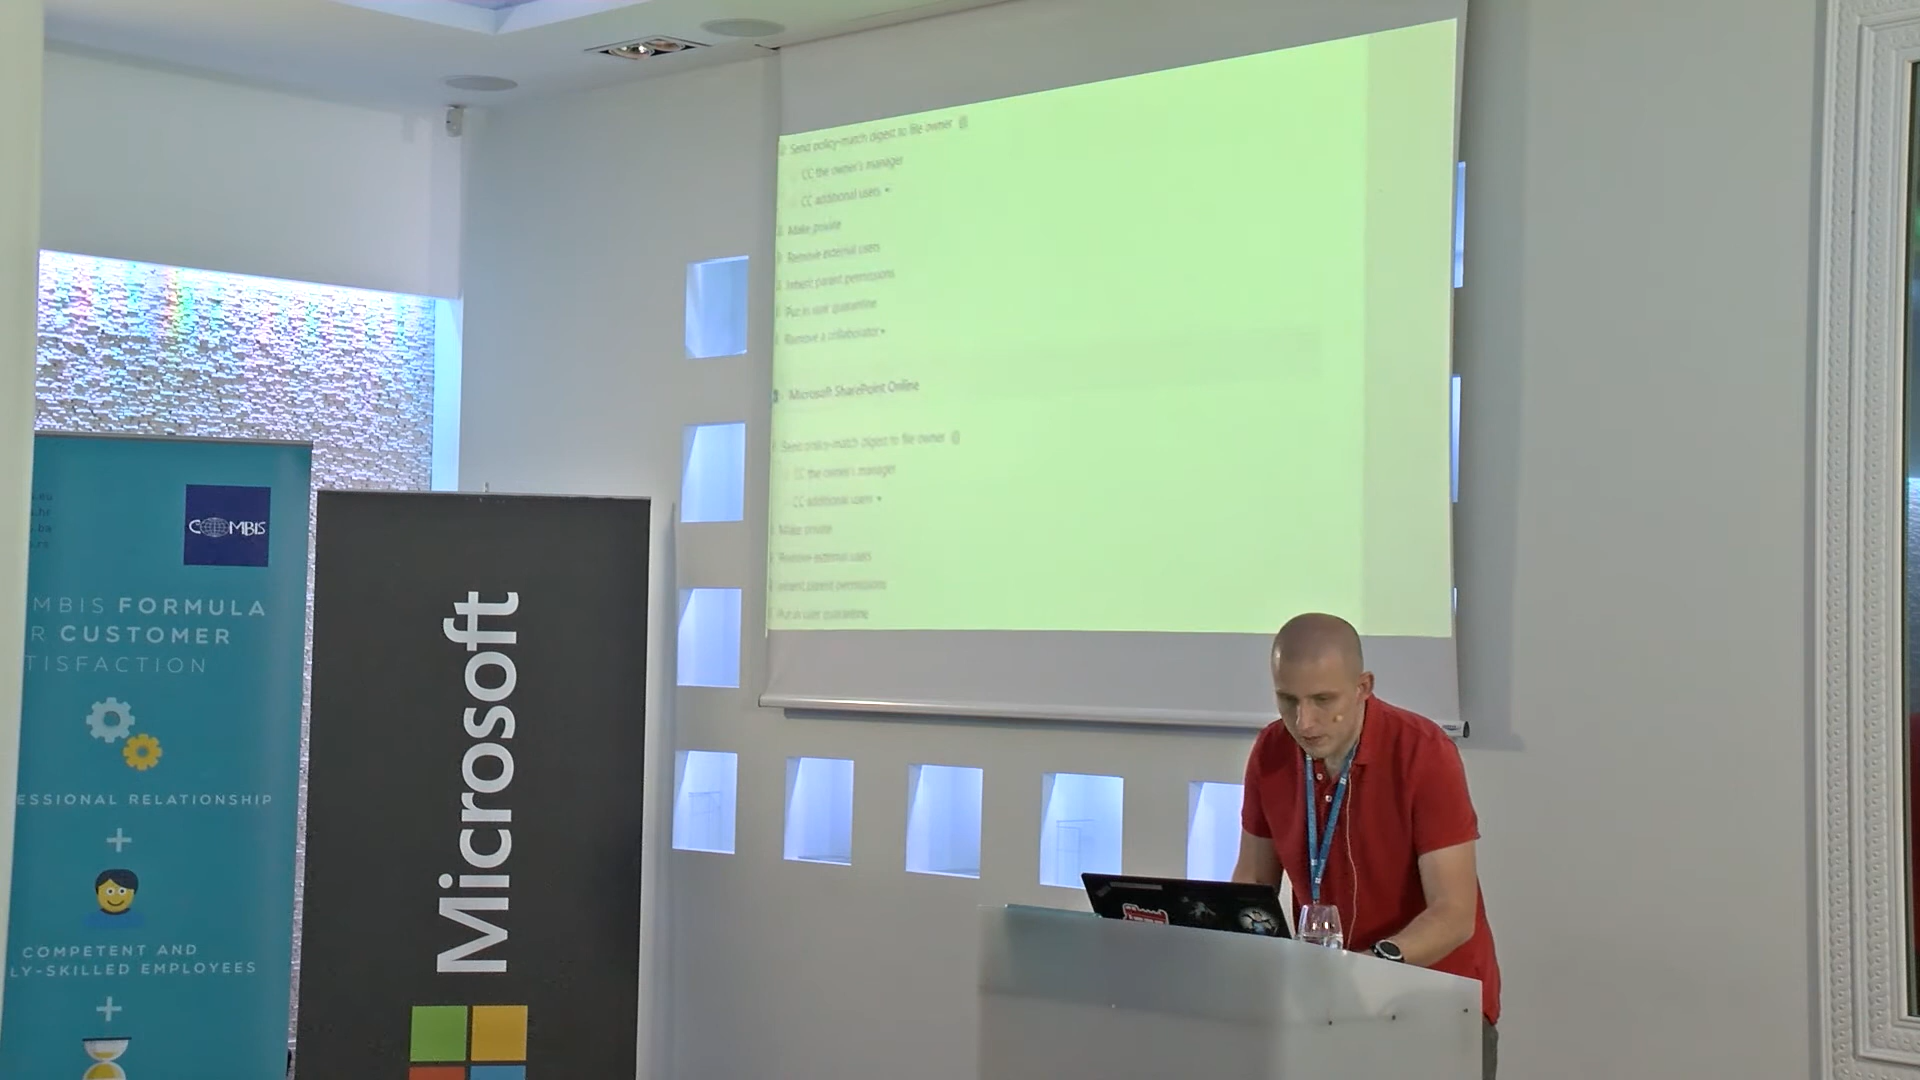 Send policy-match digest to file owner
CC the owner's manager
CC additional users
Make private
Remove external users
Inherit parent permissions
Put in user quarantine
Remove a collaborator
Microsoft SharePoint Online
Send policy-match digest to file owner
CC the owner's manager
CC additional users
Make private
Remove external users
Inherit parent permissions
Put in user quarantine
COMBIS
MBIS FORMULA
R CUSTOMER
TISFACTION
ESSIONAL RELATIONSHIP
+
COMPETENT AND
LY-SKILLED EMPLOYEES
+
Microsoft